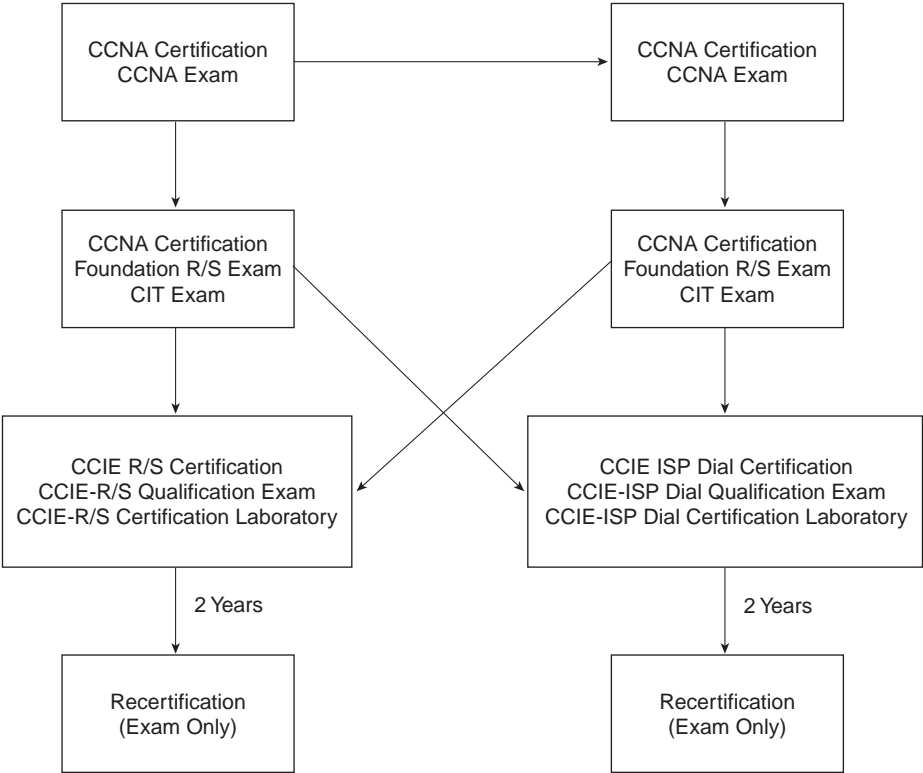 CCNA Certification
CCNA Exam
CCNA Certification
CCNA Exam
CCNA Certification
Foundation R/S Exam
CIT Exam
CCNA Certification
Foundation R/S Exam
CIT Exam
CCIE R/S Certification
CCIE-R/S Qualification Exam
CCIE-R/S Certification Laboratory
CCIE ISP Dial Certification
CCIE-ISP Dial Qualification Exam
CCIE-ISP Dial Certification Laboratory
2 Years
2 Years
Recertification
(Exam Only)
Recertification
(Exam Only)